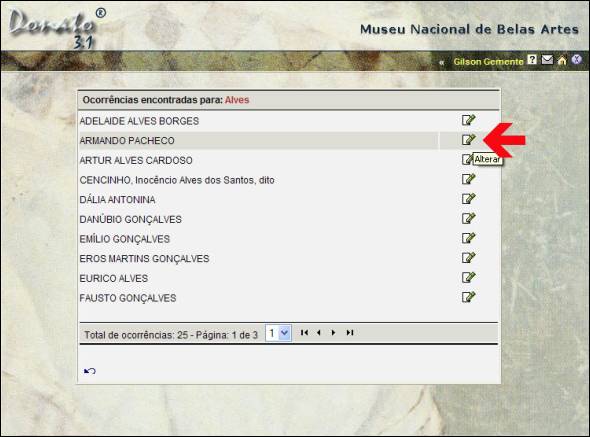 Donato ®
3.1
Museu Nacional de Belas Artes
« Gilson Gemente ?
Ocorrências encontradas para: Alves
ADELAIDE ALVES BORGES
ARMANDO PACHECO
ARTUR ALVES CARDOSO
Alterar
CENCINHO, Inocêncio Alves dos Santos, dito
DÁLIA ANTONINA
DANÚBIO GONÇALVES
EMÍLIO GONÇALVES
EROS MARTINS GONÇALVES
EURICO ALVES
FAUSTO GONÇALVES
Total de ocorrências: 25 - Página: 1 de 3 1